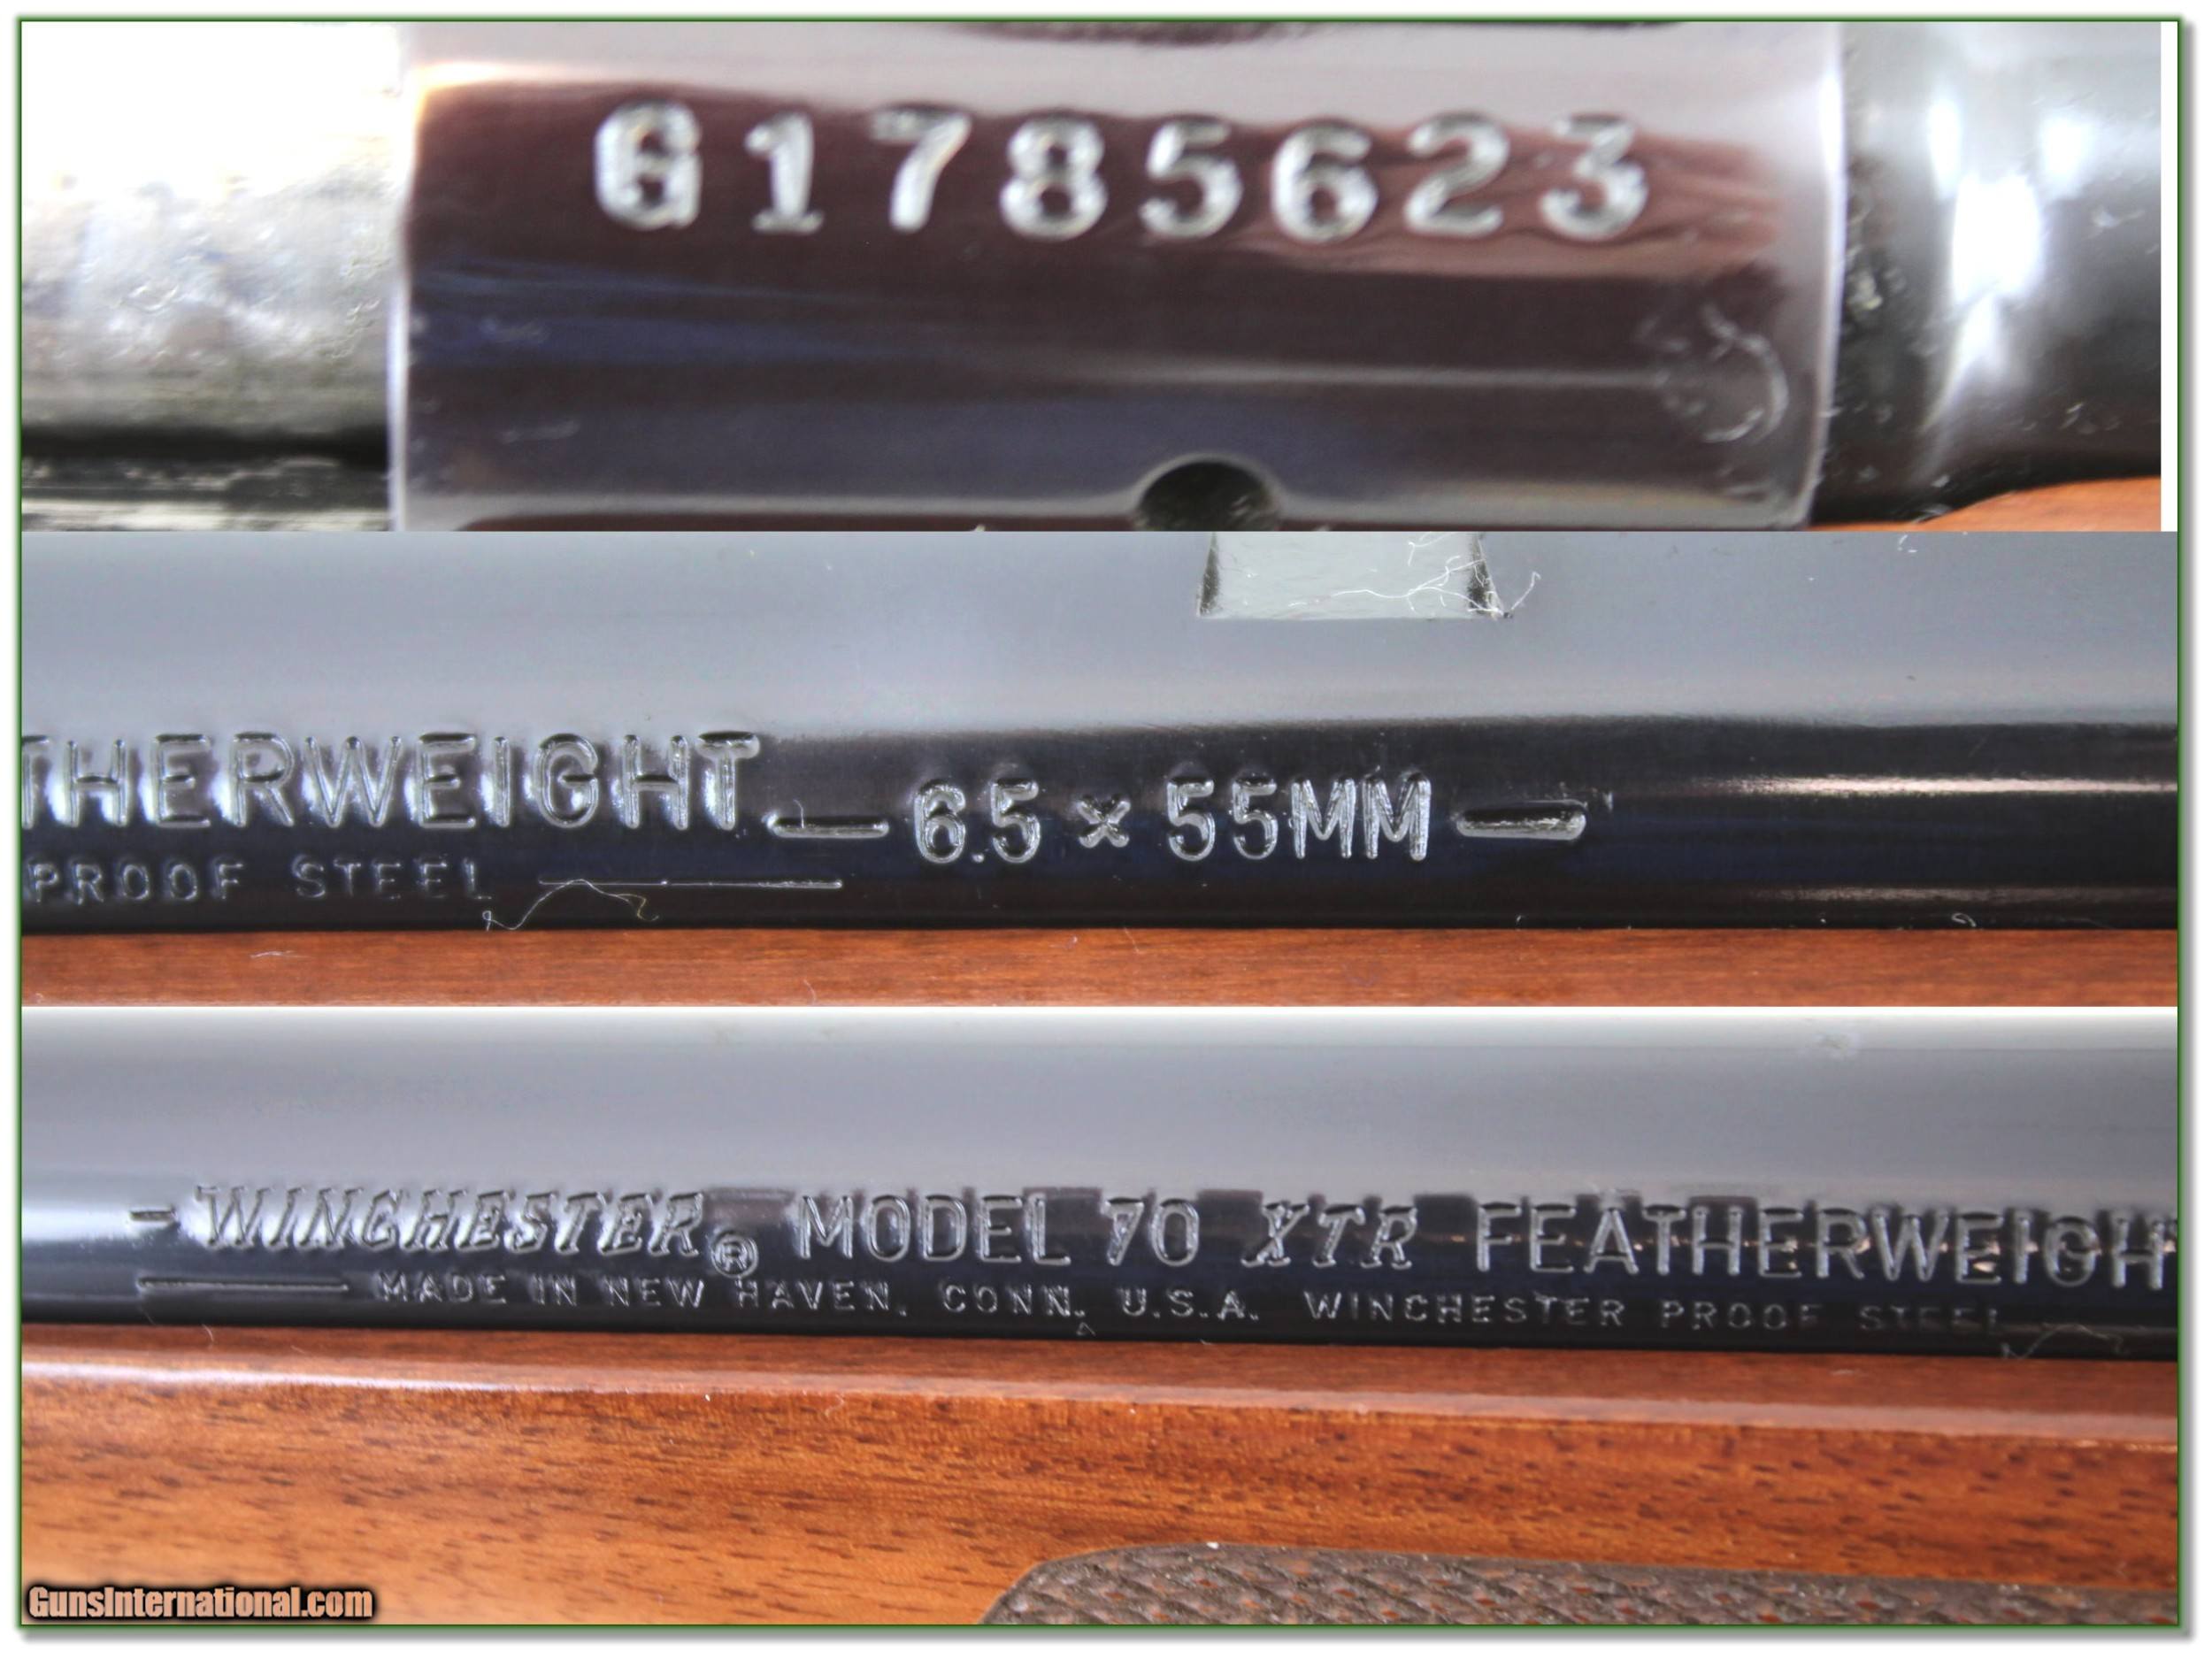 G1785623
THERWEIGHT — 6.5 × 55MM —
PROOF STEEL
- WINCHESTER® MODEL 70 XTR FEATHERWEIGHT
MADE IN NEW HAVEN, CONN. U.S.A. WINCHESTER PROOF STEEL
GunsInternational.com